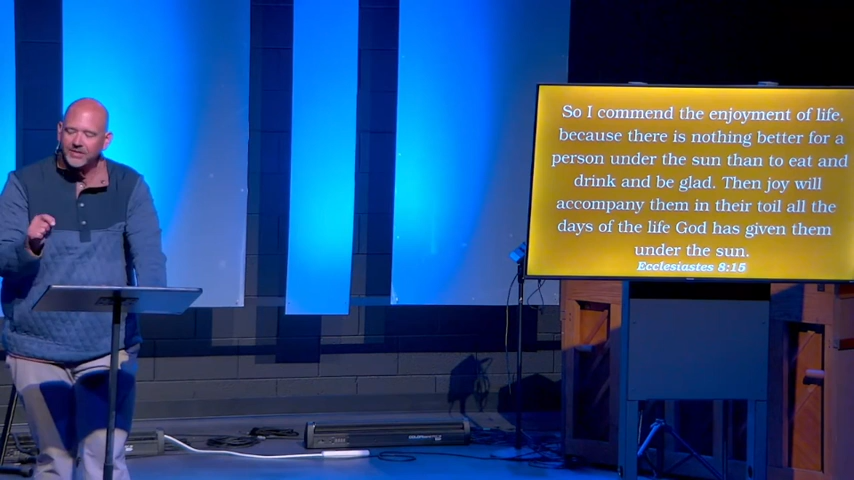 So I commend the enjoyment of life,
because there is nothing better for a
person under the sun than to eat and
drink and be glad. Then joy will
accompany them in their toil all the
days of the life God has given them
under the sun.
Ecclesiastes 8:15